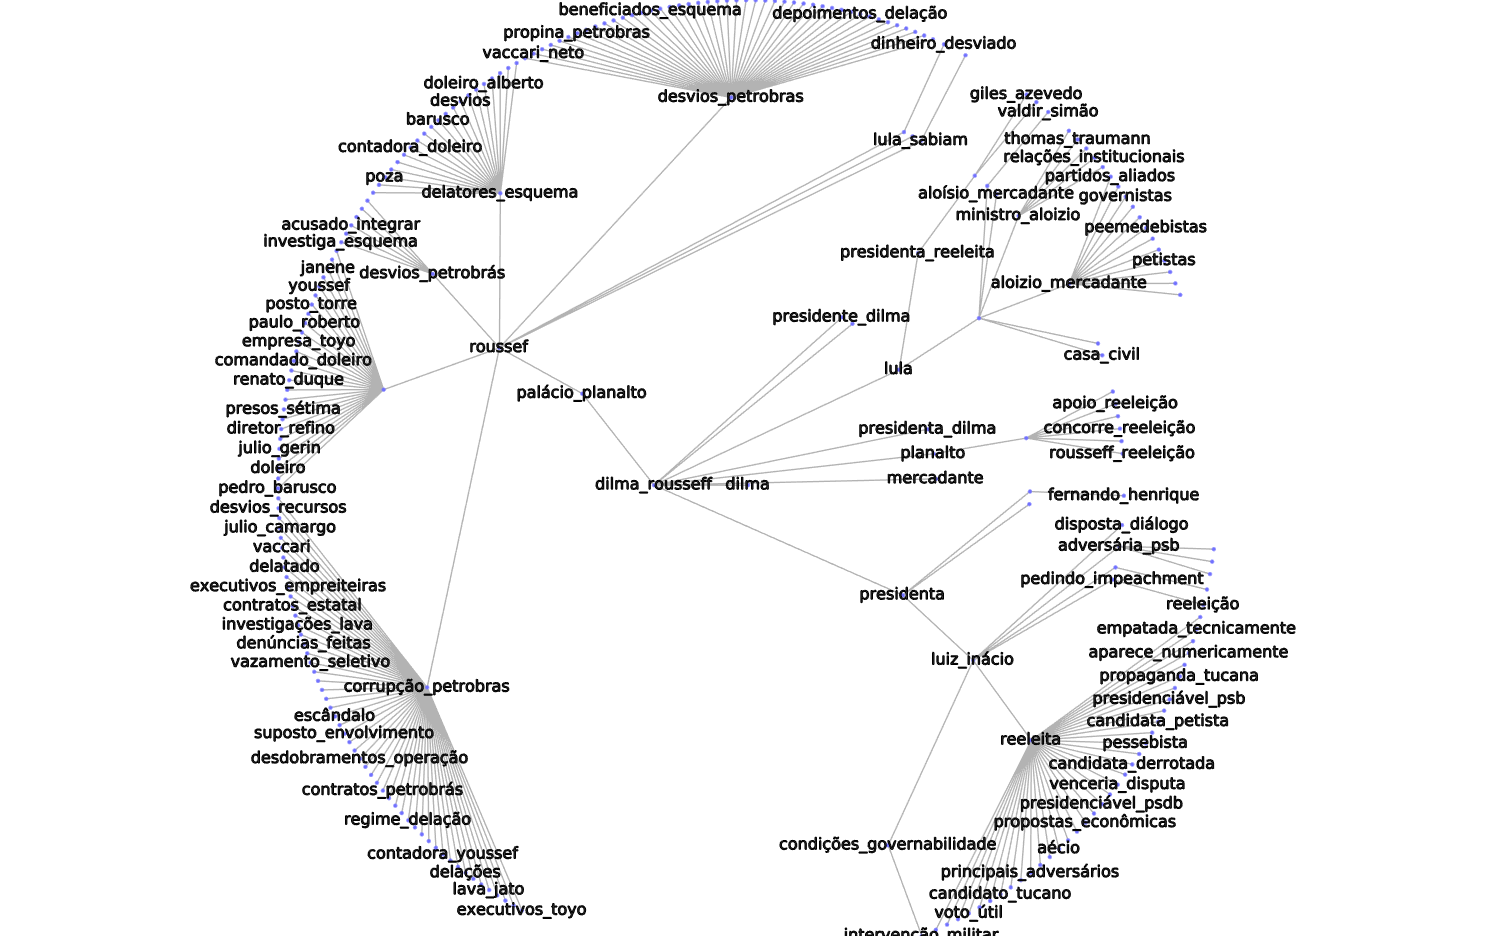 beneficiados_esquema
depoimentos_delação
propina_petrobras
dinheiro_desviado
vaccari_neto
doleiro_alberto
giles_azevedo
desvios_petrobras
desvios
valdir_simão
barusco
lula_sabiam
thomas_traumann
contadora_doleiro
relações_institucionais
poza
partidos_aliados
delatores_esquema
aloísio_mercadante
governistas
ministro_aloizio
acusado_integrar
peemedebistas
investiga_esquema
presidenta_reeleita
petistas
janene
desvios_petrobrás
aloizio_mercadante
youssef
posto_torre
presidente_dilma
paulo_roberto
empresa_toyo
roussef
casa_civil
comandado_doleiro
lula
renato_duque
palácio_planalto
apoio_reeleição
presos_sétima
diretor_refino
presidenta_dilma
concorre_reeleição
julio_gerin
planalto
rousseff_reeleição
doleiro
mercadante
dilma_rousseff
dilma
pedro_barusco
fernando_henrique
desvios_recursos
disposta_diálogo
julio_camargo
vaccari
adversária_psb
delatado
pedindo_impeachment
executivos_empreiteiras
presidenta
contratos_estatal
reeleição
investigações_lava
empatada_tecnicamente
denúncias_feitas
aparece_numericamente
vazamento_seletivo
luiz_inácio
propaganda_tucana
corrupção_petrobras
presidenciável_psb
escândalo
candidata_petista
suposto_envolvimento
reeleita
pessebista
desdobramentos_operação
candidata_derrotada
contratos_petrobrás
venceria_disputa
presidenciável_psdb
regime_delação
propostas_econômicas
condições_governabilidade
aécio
contadora_youssef
delações
principais_adversários
lava_jato
candidato_tucano
executivos_toyo
voto_útil
intervenção_militar